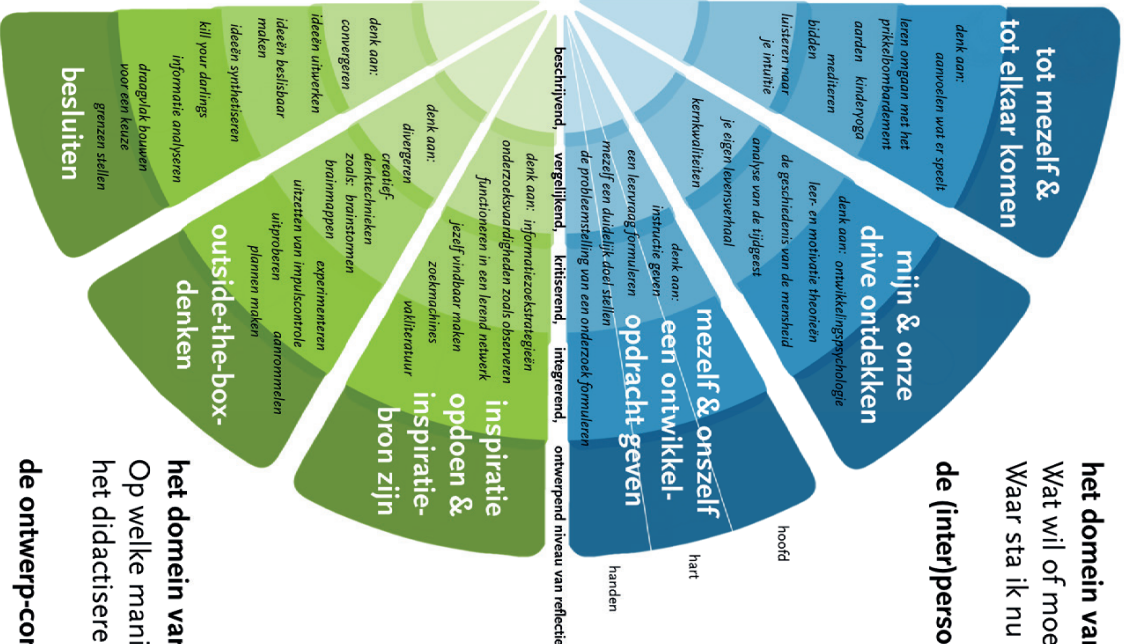 tot mezelf &
tot elkaar komen
denk aan:
aanvoelen wat er speelt
leren omgaan met het
prikkelbombardement
aarden kinderyoga
mediteren
bidden
luisteren naar
je intuïtie
mijn & onze
drive ontdekken
denk aan: ontwikkelingspsychologie
leer- en motivatie theorieën
de geschiedenis van de mensheid
analyse van de tijdgeest
je eigen levensverhaal
kernkwaliteiten
mezelf & onszelf
een ontwikkel-
opdracht geven
denk aan:
instructie geven
een leervraag formuleren
mezelf een duidelijk doel stellen
de probleemstelling van een onderzoek formuleren
hoofd
hart
handen
het domein va
Wat wil of moe
Waar sta ik nu
de (inter)perso
beschrijvend, vergelijkend, kritiserend, integrerend, ontwerpend niveau van reflectie
denk aan: informatiezoekstrategieën
onderzoeksvaardigheden zoals observeren
functioneren in een lerend netwerk
jezelf vindbaar maken
zoekmachines
vakliteratuur
inspiratie
opdoen &
inspiratie-
bron zijn
denk aan:
divergeren
creatief-
denktechnieken
zoals: brainstormen
brainmappen
experimenteren
uitzetten van impulscontrole
uitproberen aanrommelen
plannen maken
outside-the-box-
denken
denk aan:
convergeren
ideeën uitwerken
ideeën beslisbaar
maken
ideeën synthetiseren
kill your darlings
informatie analyseren
draagvlak bouwen
voor een keuze
grenzen stellen
besluiten
het domein var
Op welke mani
het didactisere
de ontwerp-cor